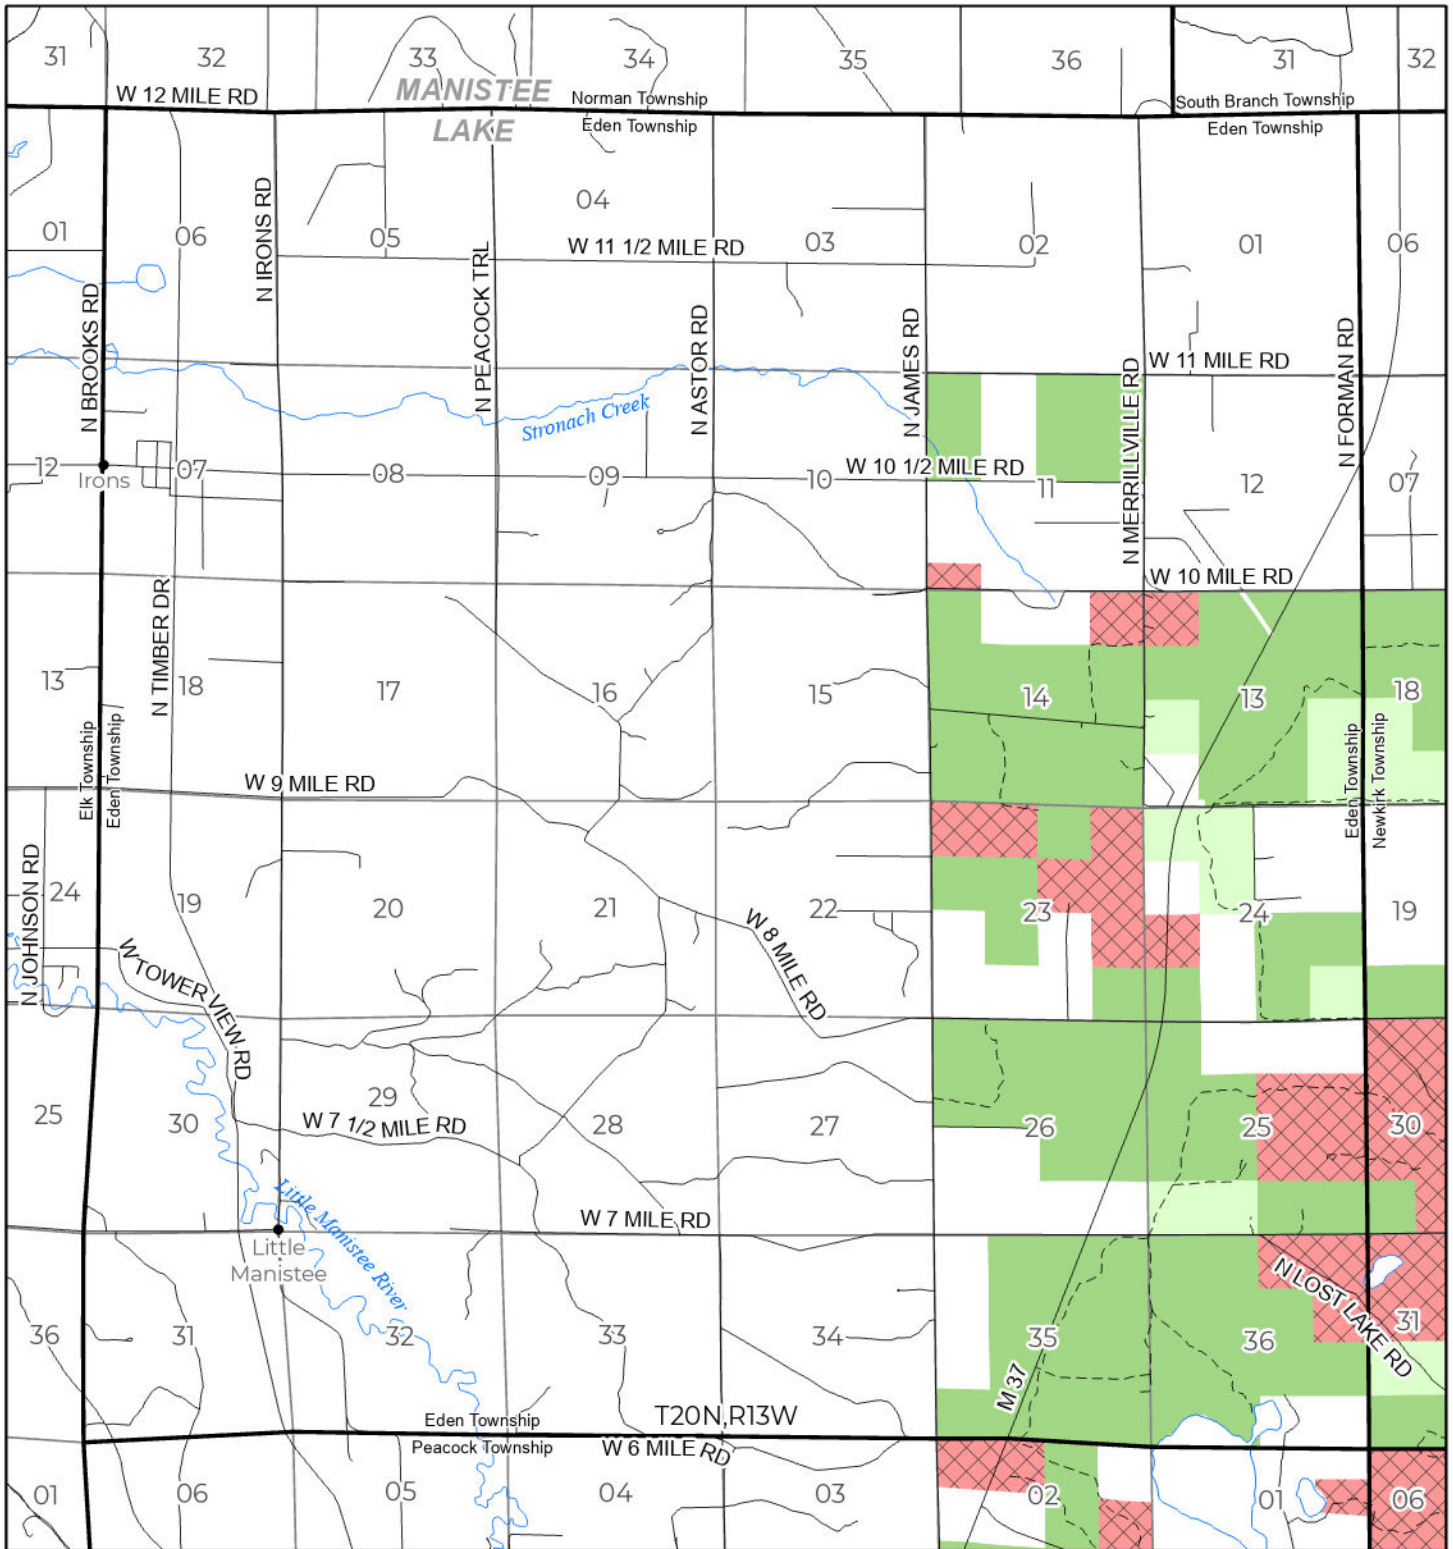 31 32 33 34 35 36 31 32
MANISTEE
W 12 MILE RD
Norman Township
South Branch Township
LAKE
Eden Township
Eden Township
04
01 06 05 03 02 01 06
W 11 1/2 MILE RD
N IRONS RD
N PEACOCK TRL
N BROOKS RD
N ASTOR RD
N JAMES RD
N FORMAN RD
W 11 MILE RD
N MERRILLVILLE RD
Stronach Creek
W 10 1/2 MILE RD
12 07 08 09 10 11 12 07
Irons
W 10 MILE RD
N TIMBER DR
13 18 17 16 15 14 13 18
Elk Township
Eden Township
Eden Township
Newkirk Township
W 9 MILE RD
N JOHNSON RD
24 19 20 21 22 23 24 19
W 8 MILE RD
W TOWER VIEW RD
25 30 29 28 27 26 25 30
W 7 1/2 MILE RD
Little Manistee River
W 7 MILE RD
Little
Manistee
N LOST LAKE RD
36 31 32 33 34 35 36 31
M 37
Eden Township
T20N,R13W
Peacock Township
W 6 MILE RD
01 06 05 04 03 02 01 06